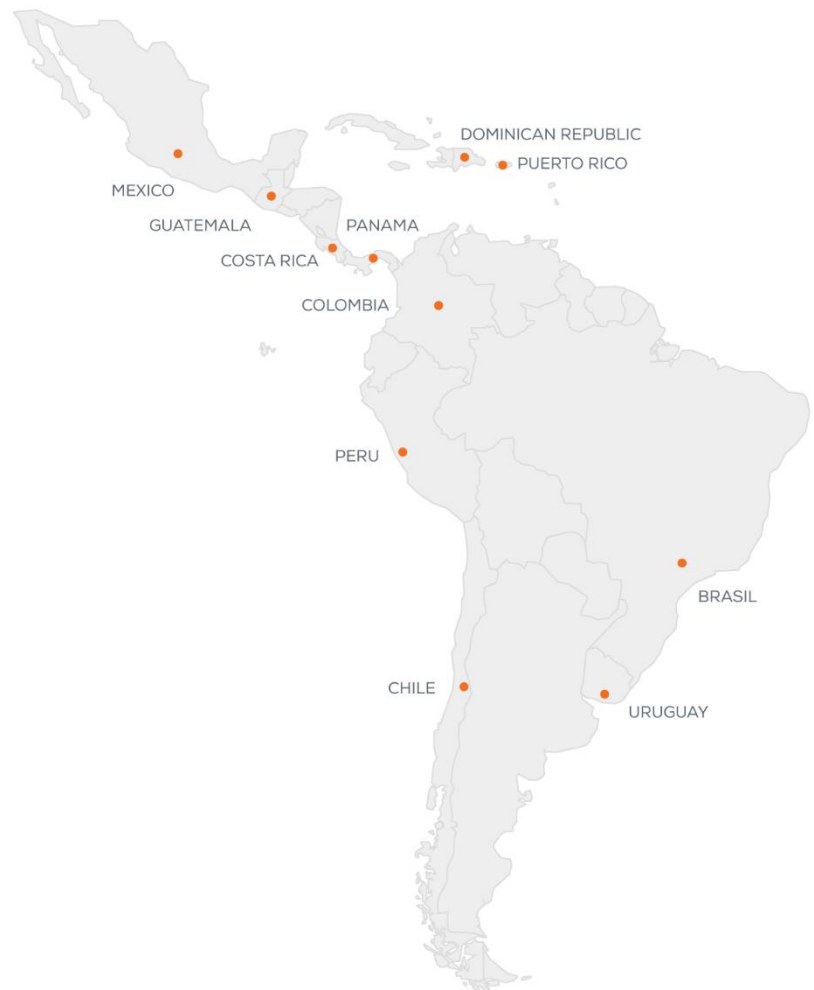 DOMINICAN REPUBLIC
PUERTO RICO
MEXICO
GUATEMALA
PANAMA
COSTA RICA
COLOMBIA
PERU
BRASIL
CHILE
URUGUAY